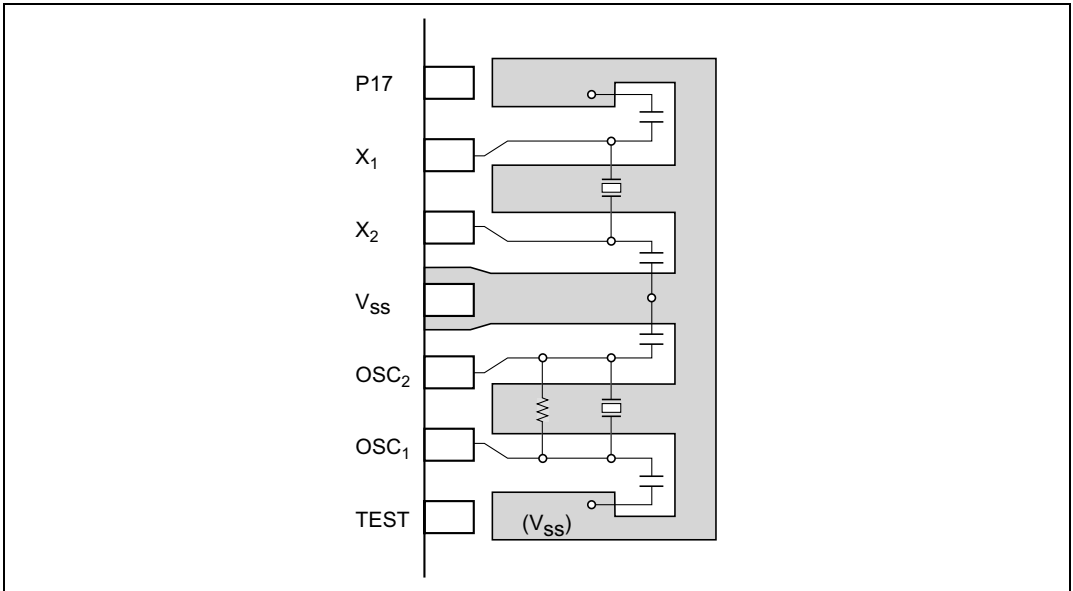 P17
X1
X2
VSS
OSC2
OSC1
TEST
(VSS)